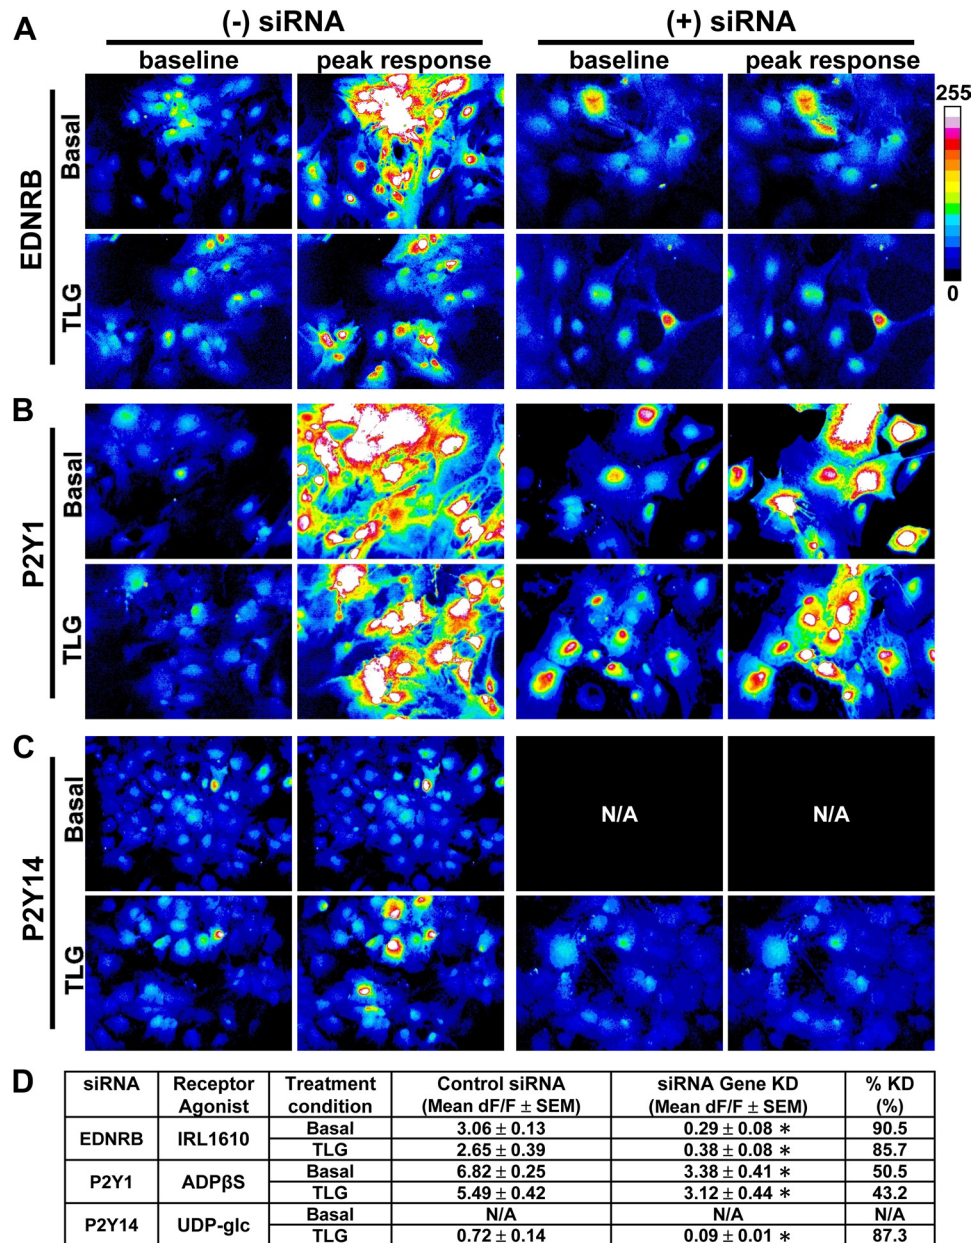 A
(-) siRNA
(+) siRNA
baseline
peak response
baseline
peak response
255
0
EDNRB
Basal
TLG
B
P2Y1
Basal
TLG
C
P2Y14
Basal
N/A
N/A
TLG
D
siRNA
Receptor Agonist
Treatment condition
Control siRNA (Mean dF/F ± SEM)
siRNA Gene KD (Mean dF/F ± SEM)
% KD (%)
EDNRB
IRL1610
Basal
3.06 ± 0.13
0.29 ± 0.08 *
90.5
TLG
2.65 ± 0.39
0.38 ± 0.08 *
85.7
P2Y1
ADPβS
Basal
6.82 ± 0.25
3.38 ± 0.41 *
50.5
TLG
5.49 ± 0.42
3.12 ± 0.44 *
43.2
P2Y14
UDP-glc
Basal
N/A
N/A
N/A
TLG
0.72 ± 0.14
0.09 ± 0.01 *
87.3